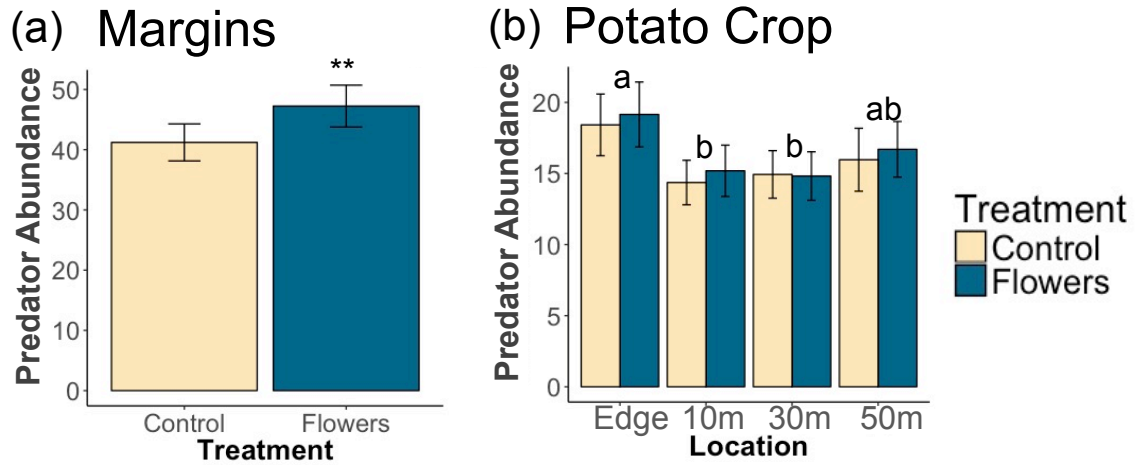 (a) Margins
**
Predator Abundance
50
40
30
20
10
0
Control Flowers
Treatment
(b) Potato Crop
Predator Abundance
20
15
10
5
0
a
b
b
ab
Edge 10m 30m 50m
Location
Treatment
Control
Flowers